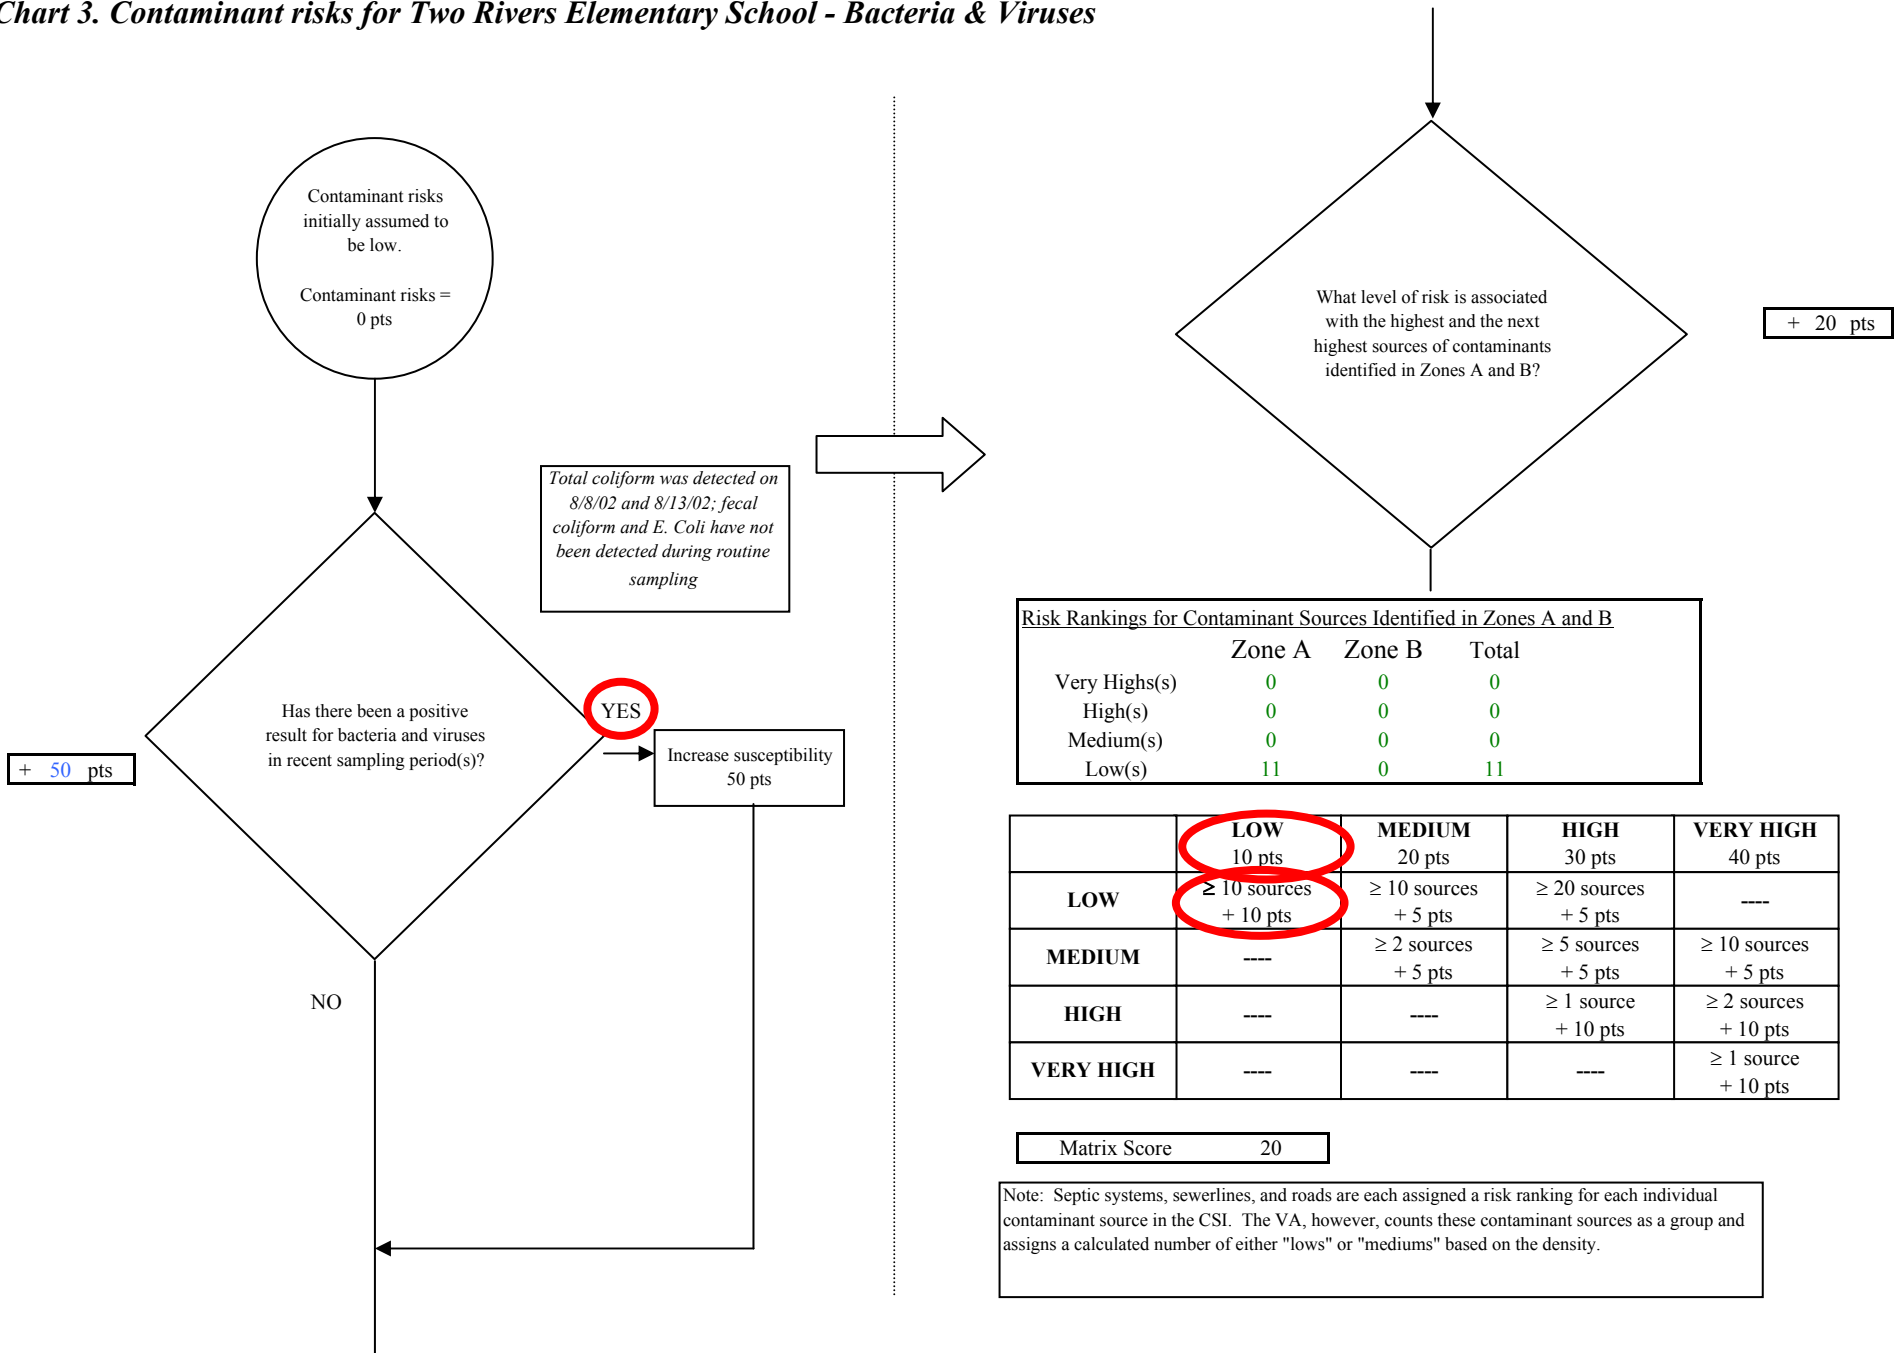 Chart 3. Contaminant risks for Two Rivers Elementary School - Bacteria & Viruses
Contaminant risks
initially assumed to
be low.
Contaminant risks =
0 pts
Total coliform was detected on
8/8/02 and 8/13/02; fecal
coliform and E. Coli have not
been detected during routine
sampling
Has there been a positive
result for bacteria and viruses
in recent sampling period(s)?
YES
Increase susceptibility
50 pts
+ 50 pts
NO
What level of risk is associated
with the highest and the next
highest sources of contaminants
identified in Zones A and B?
+ 20 pts
Risk Rankings for Contaminant Sources Identified in Zones A and B
Zone A Zone B Total
Very Highs(s) 0 0 0
High(s) 0 0 0
Medium(s) 0 0 0
Low(s) 11 0 11
LOW MEDIUM HIGH VERY HIGH
10 pts 20 pts 30 pts 40 pts
LOW ≥ 10 sources ≥ 10 sources ≥ 20 sources ----
+ 10 pts + 5 pts + 5 pts
MEDIUM ---- ≥ 2 sources ≥ 5 sources ≥ 10 sources
+ 5 pts + 5 pts + 5 pts
HIGH ---- ---- ≥ 1 source ≥ 2 sources
+ 10 pts + 10 pts
VERY HIGH ---- ---- ---- ≥ 1 source
+ 10 pts
Matrix Score 20
Note: Septic systems, sewerlines, and roads are each assigned a risk ranking for each individual
contaminant source in the CSI. The VA, however, counts these contaminant sources as a group and
assigns a calculated number of either "lows" or "mediums" based on the density.